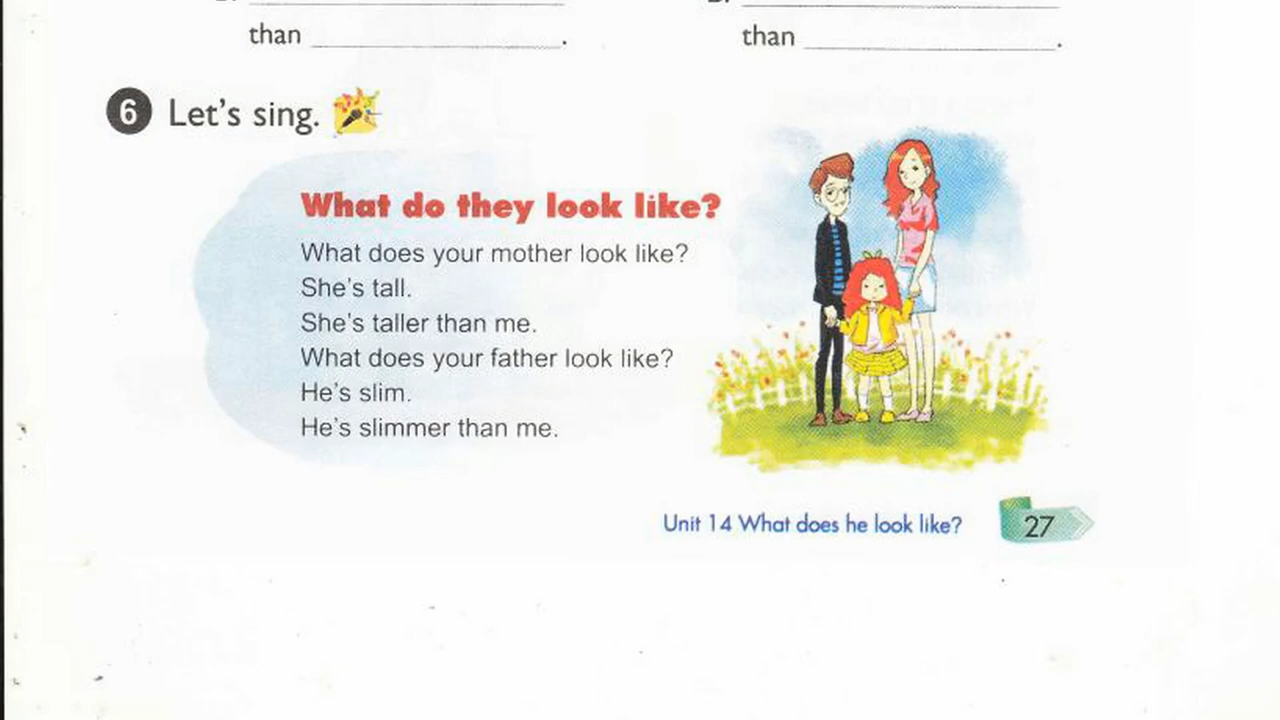 than ____________________.
than ____________________.
6 Let's sing.
What do they look like?
What does your mother look like?
She's tall.
She's taller than me.
What does your father look like?
He's slim.
He's slimmer than me.
Unit 14 What does he look like? 27